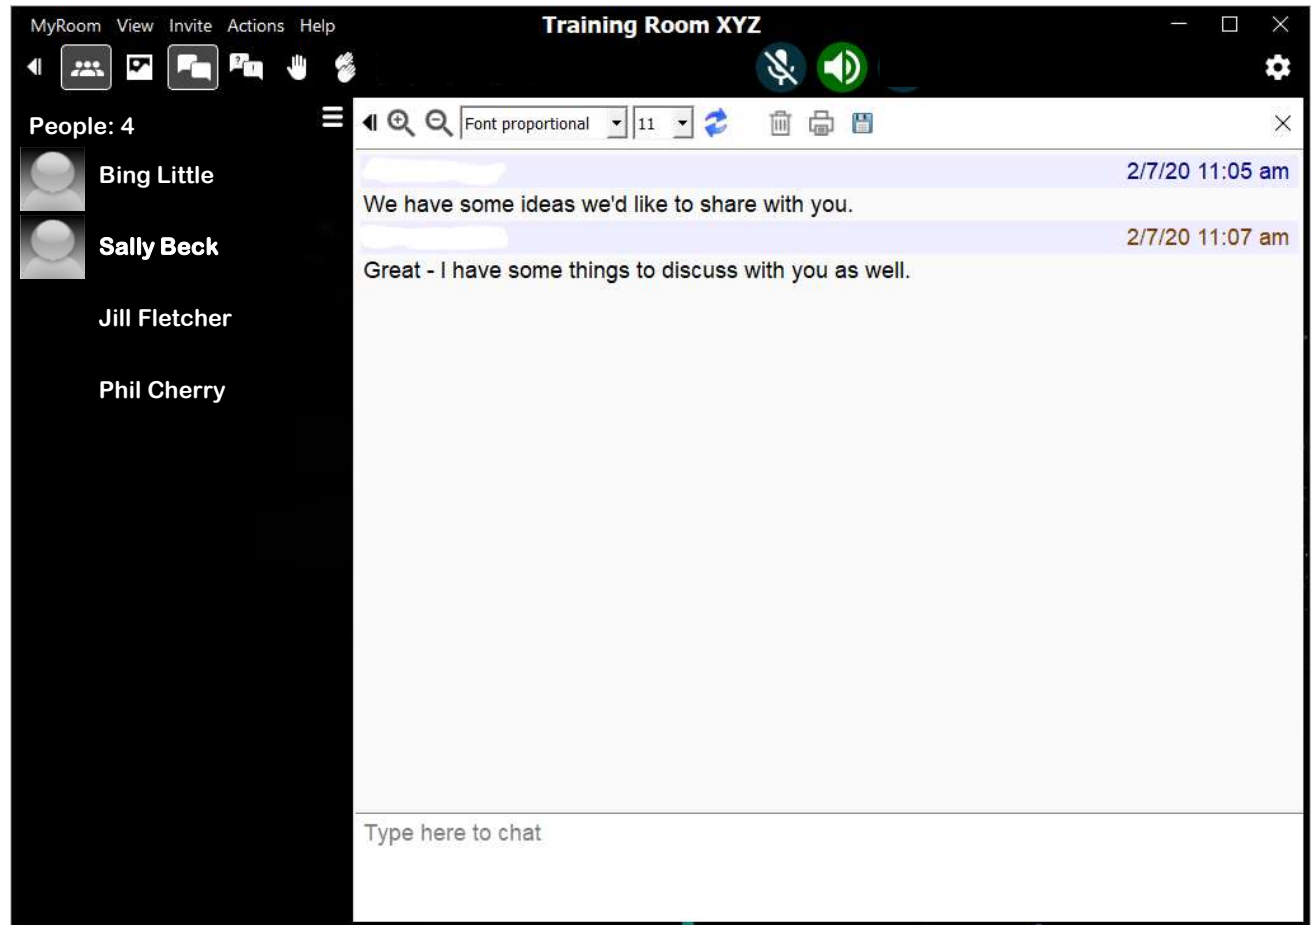 MyRoom View Invite Actions Help
Training Room XYZ
People: 4
Font proportional 11
Bing Little
Sally Beck
Jill Fletcher
Phil Cherry
2/7/20 11:05 am
We have some ideas we'd like to share with you.
2/7/20 11:07 am
Great - I have some things to discuss with you as well.
Type here to chat